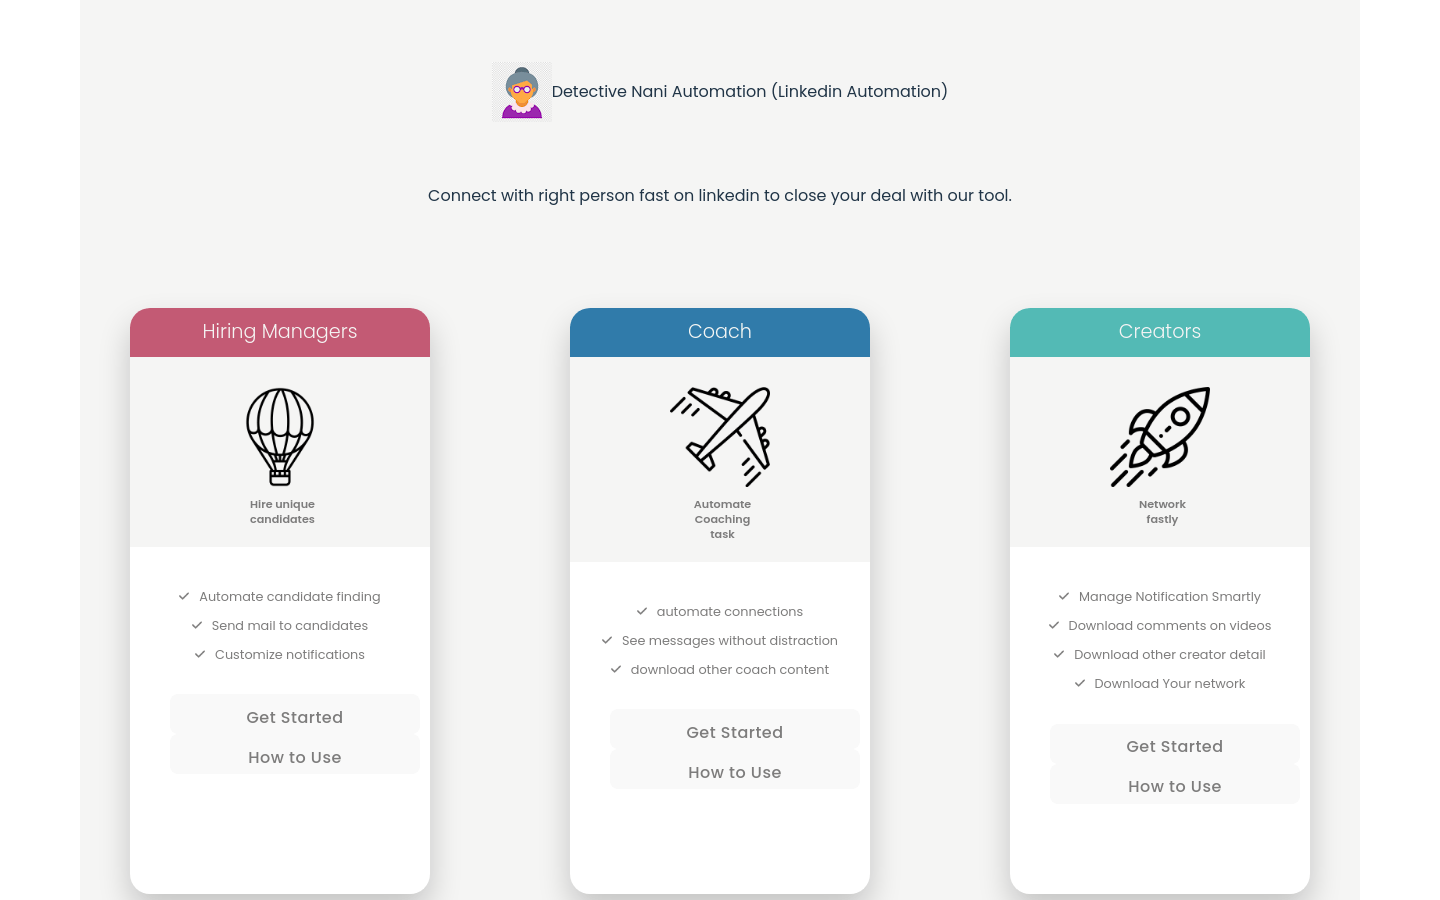 Detective Nani Automation (Linkedin Automation)
Connect with right person fast on linkedin to close your deal with our tool.
Hiring Managers
Hire unique
candidates
Automate candidate finding
Send mail to candidates
Customize notifications
Get Started
How to Use
Coach
Automate
Coaching
task
automate connections
See messages without distraction
download other coach content
Get Started
How to Use
Creators
Network
fastly
Manage Notification Smartly
Download comments on videos
Download other creator detail
Download Your network
Get Started
How to Use